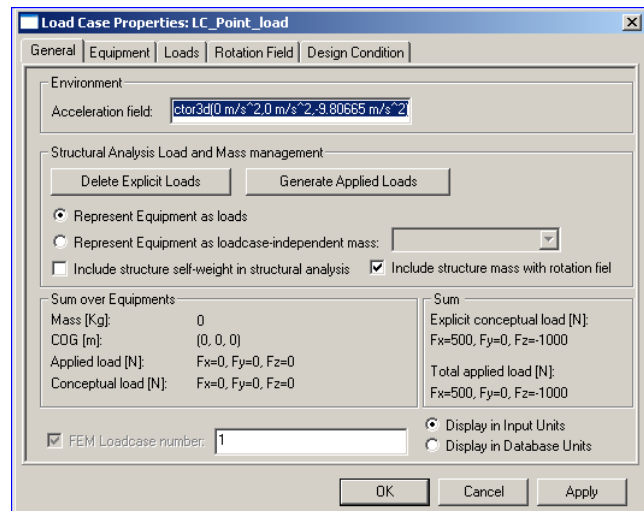 Load Case Properties: LC_Point_load
General Equipment Loads Rotation Field Design Condition
Environment
Acceleration field: ctor3d(0 m/s^2,0 m/s^2,-9.80665 m/s^2)
Structural Analysis Load and Mass management
Delete Explicit Loads Generate Applied Loads
Represent Equipment as loads
Represent Equipment as loadcase-independent mass:
Include structure self-weight in structural analysis Include structure mass with rotation fiel
Sum over Equipments
Mass [Kg]: 0
COG [m] (0, 0, 0)
Applied load [N]: Fx=0, Fy=0, Fz=0
Conceptual load [N]: Fx=0, Fy=0, Fz=0
Sum
Explicit conceptual load [N]:
Fx=500, Fy=0, Fz=-1000
Total applied load [N]:
Fx=500, Fy=0, Fz=-1000
FEM Loadcase number: 1
Display in Input Units
Display in Database Units
OK Cancel Apply